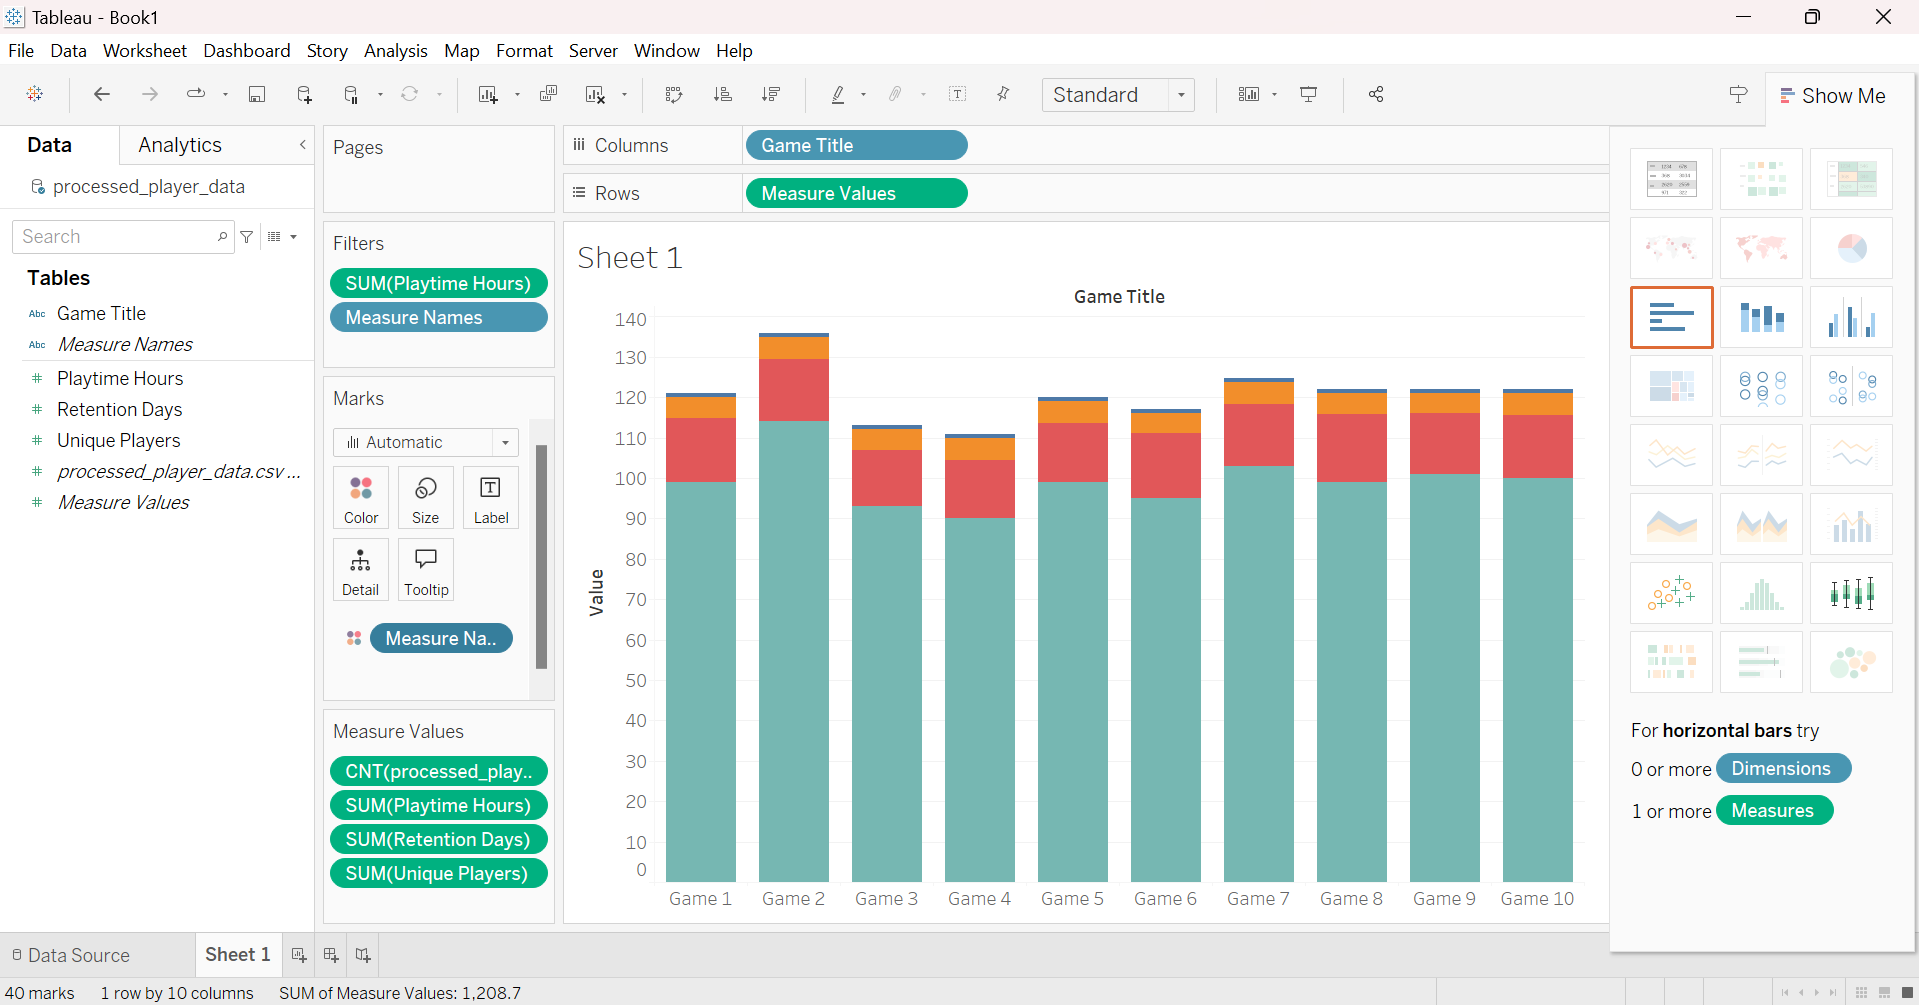 Tableau - Book1
File Data Worksheet Dashboard Story Analysis Map Format Server Window Help
Standard
Show Me
Data Analytics
processed_player_data
Search
Tables
Abc Game Title
Abc Measure Names
# Playtime Hours
# Retention Days
# Unique Players
# processed_player_data.csv ...
# Measure Values
Pages
Filters
SUM(Playtime Hours)
Measure Names
Marks
Automatic
Color Size Label
Detail Tooltip
Measure Na..
Measure Values
CNT(processed_play..
SUM(Playtime Hours)
SUM(Retention Days)
SUM(Unique Players)
Columns Game Title
Rows Measure Values
Sheet 1
Game Title
140
130
120
110
100
90
80
70
60
50
40
30
20
10
0
Value
Game 1 Game 2 Game 3 Game 4 Game 5 Game 6 Game 7 Game 8 Game 9 Game 10
For horizontal bars try
0 or more Dimensions
1 or more Measures
Data Source Sheet 1
40 marks 1 row by 10 columns SUM of Measure Values: 1,208.7